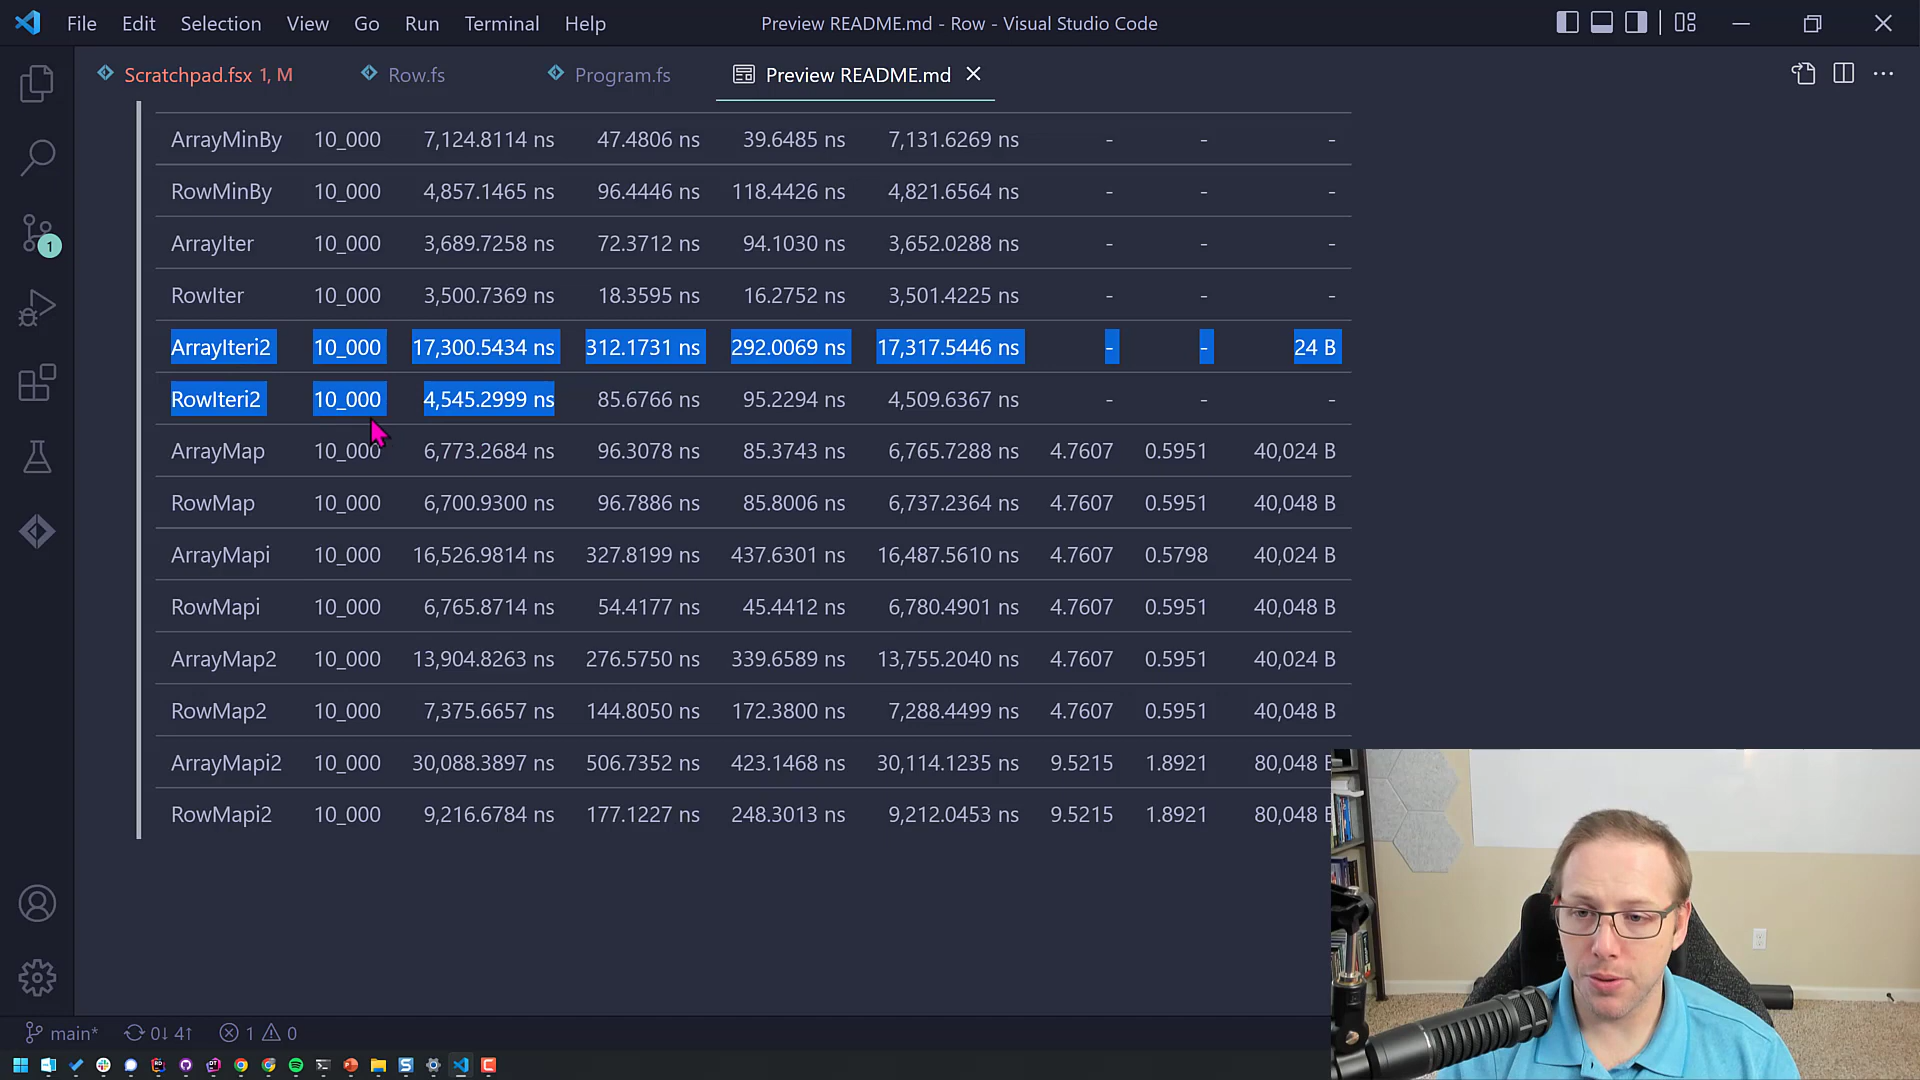 File Edit Selection View Go Run Terminal Help Preview README.md - Row - Visual Studio Code
Scratchpad.fsx 1, M Row.fs Program.fs Preview README.md
ArrayMinBy 10_000 7,124.8114 ns 47.4806 ns 39.6485 ns 7,131.6269 ns - - -
RowMinBy 10_000 4,857.1465 ns 96.4446 ns 118.4426 ns 4,821.6564 ns - - -
ArrayIter 10_000 3,689.7258 ns 72.3712 ns 94.1030 ns 3,652.0288 ns - - -
RowIter 10_000 3,500.7369 ns 18.3595 ns 16.2752 ns 3,501.4225 ns - - -
ArrayIteri2 10_000 17,300.5434 ns 312.1731 ns 292.0069 ns 17,317.5446 ns - - 24 B
RowIteri2 10_000 4,545.2999 ns 85.6766 ns 95.2294 ns 4,509.6367 ns - - -
ArrayMap 10_000 6,773.2684 ns 96.3078 ns 85.3743 ns 6,765.7288 ns 4.7607 0.5951 40,024 B
RowMap 10_000 6,700.9300 ns 96.7886 ns 85.8006 ns 6,737.2364 ns 4.7607 0.5951 40,048 B
ArrayMapi 10_000 16,526.9814 ns 327.8199 ns 437.6301 ns 16,487.5610 ns 4.7607 0.5798 40,024 B
RowMapi 10_000 6,765.8714 ns 54.4177 ns 45.4412 ns 6,780.4901 ns 4.7607 0.5951 40,048 B
ArrayMap2 10_000 13,904.8263 ns 276.5750 ns 339.6589 ns 13,755.2040 ns 4.7607 0.5951 40,024 B
RowMap2 10_000 7,375.6657 ns 144.8050 ns 172.3800 ns 7,288.4499 ns 4.7607 0.5951 40,048 B
ArrayMapi2 10_000 30,088.3897 ns 506.7352 ns 423.1468 ns 30,114.1235 ns 9.5215 1.8921 80,048 B
RowMapi2 10_000 9,216.6784 ns 177.1227 ns 248.3013 ns 9,212.0453 ns 9.5215 1.8921 80,048 B
1
main* 0↓ 4↑ 1 0